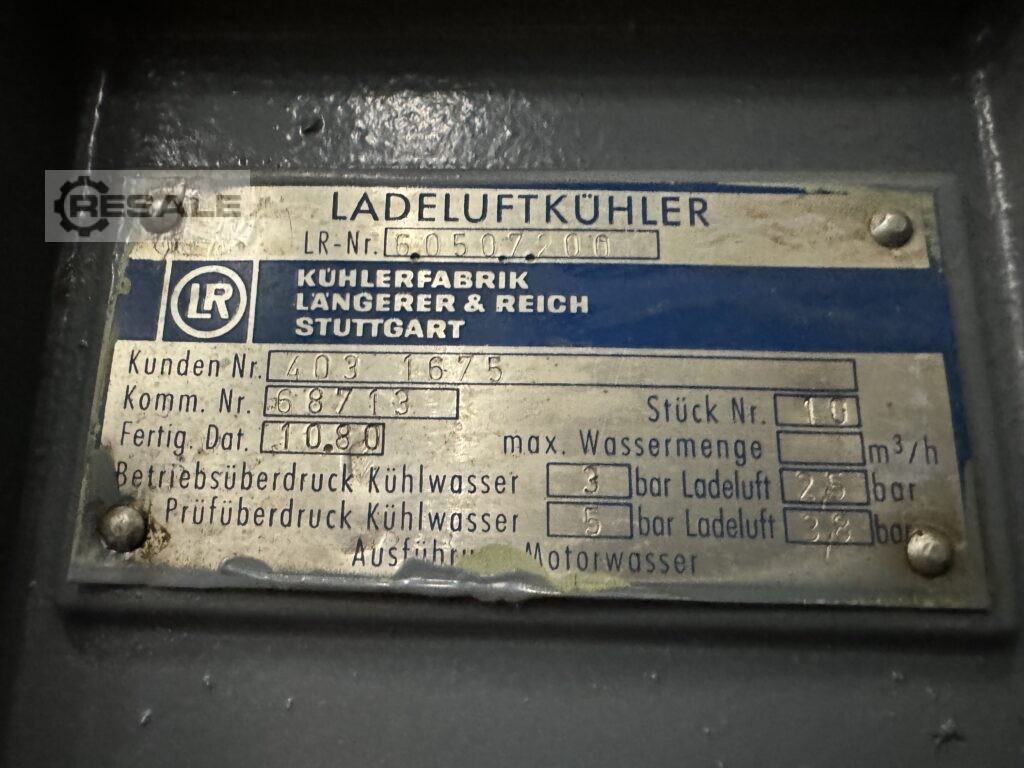 RESALE
LADELUFTKÜHLER
LR-Nr. 60507200
LR
KÜHLERFABRIK
LÄNGERER & REICH
STUTTGART
Kunden Nr. 403 1675
Komm. Nr. 68713 Stück Nr. 10
Fertig. Dat. 10.80 max. Wassermenge m³/h
Betriebsüberdruck Kühlwasser 3 bar Ladeluft 2,5 bar
Prüfüberdruck Kühlwasser 5 bar Ladeluft 3,8 bar
Motorwasser